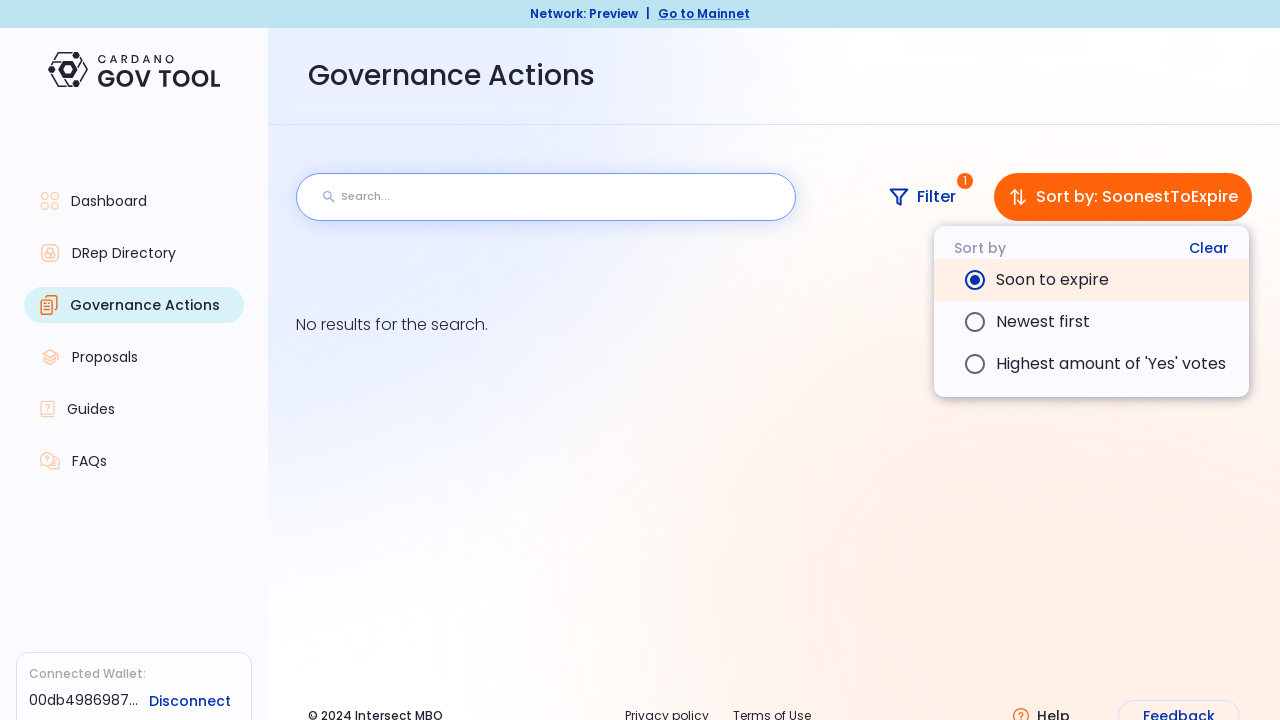 Network: Preview | Go to Mainnet
CARDANO
GOV TOOL
Governance Actions
Dashboard
DRep Directory
Governance Actions
Proposals
Guides
FAQs
Search...
Filter
1
Sort by: SoonestToExpire
Sort by
Clear
Soon to expire
Newest first
Highest amount of 'Yes' votes
No results for the search.
Connected Wallet:
00db4986987...
Disconnect
© 2024 Intersect MBO
Privacy policy
Terms of Use
Help
Feedback